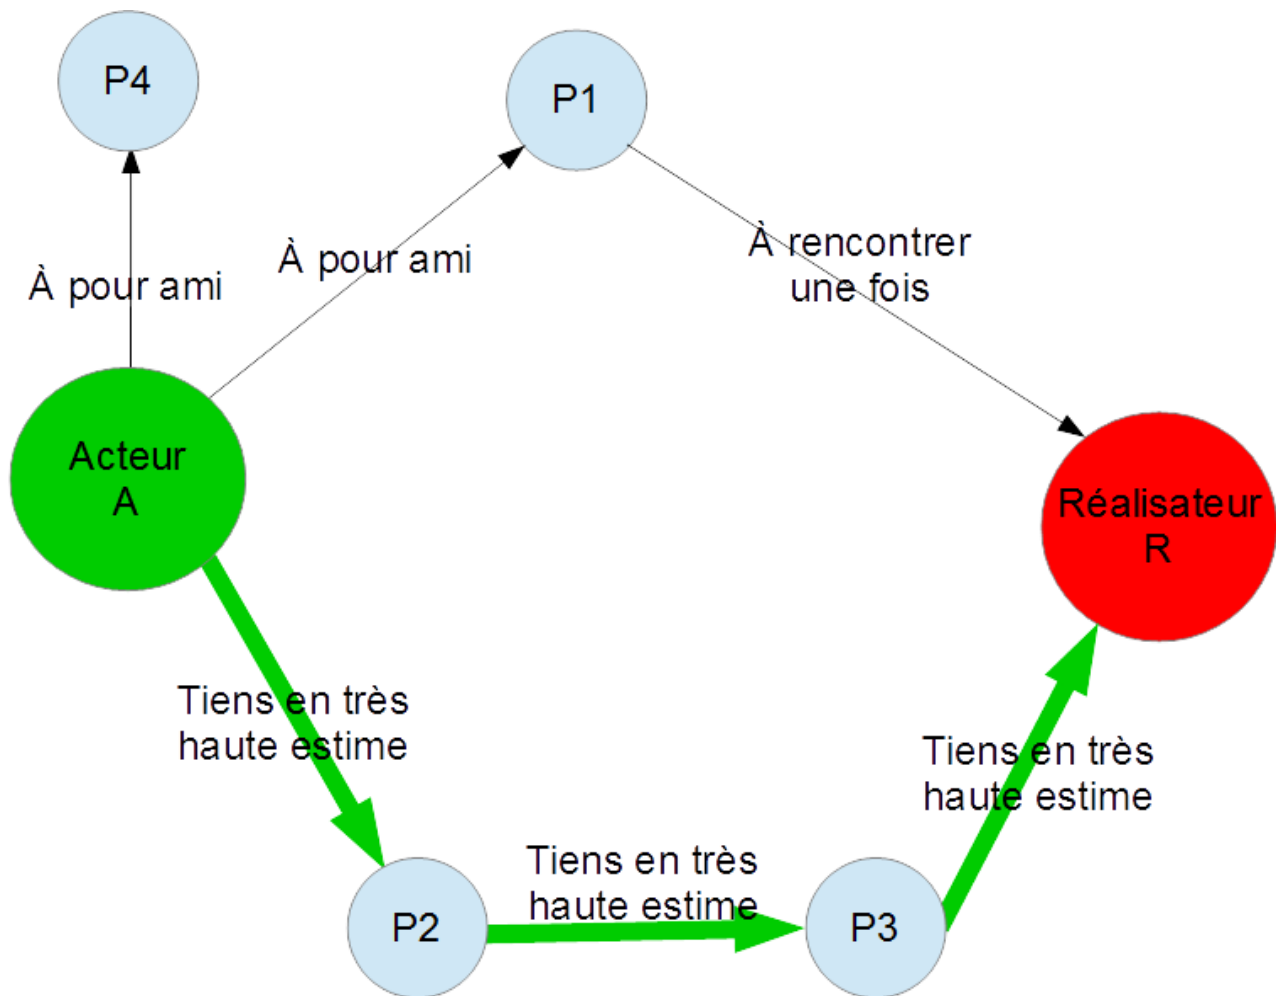 P4
P1
À rencontrer
une fois
À pour ami
À pour ami
Acteur
A
Réalisateur
R
Tiens en très
haute estime
Tiens en très
haute estime
Tiens en très
haute estime
P2
P3